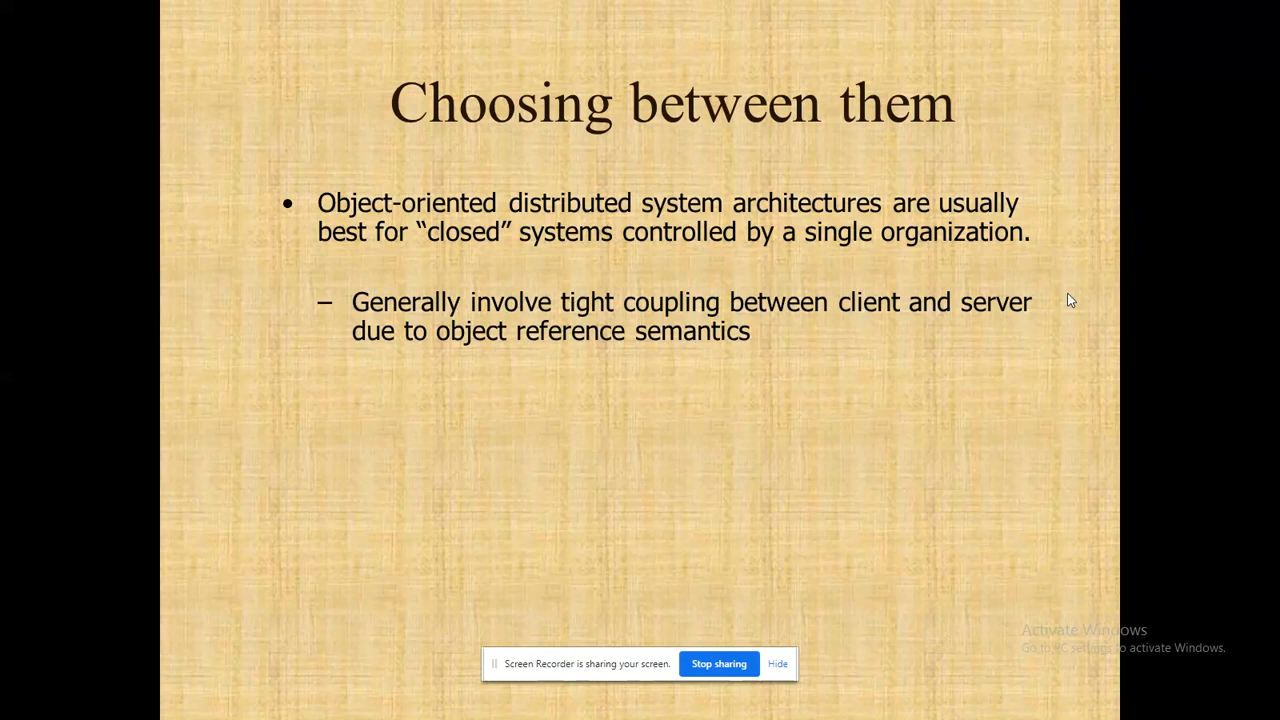 Choosing between them
• Object-oriented distributed system architectures are usually
best for “closed” systems controlled by a single organization.
– Generally involve tight coupling between client and server
due to object reference semantics
Activate Windows
Go to PC settings to activate Windows.
Screen Recorder is sharing your screen. Stop sharing Hide